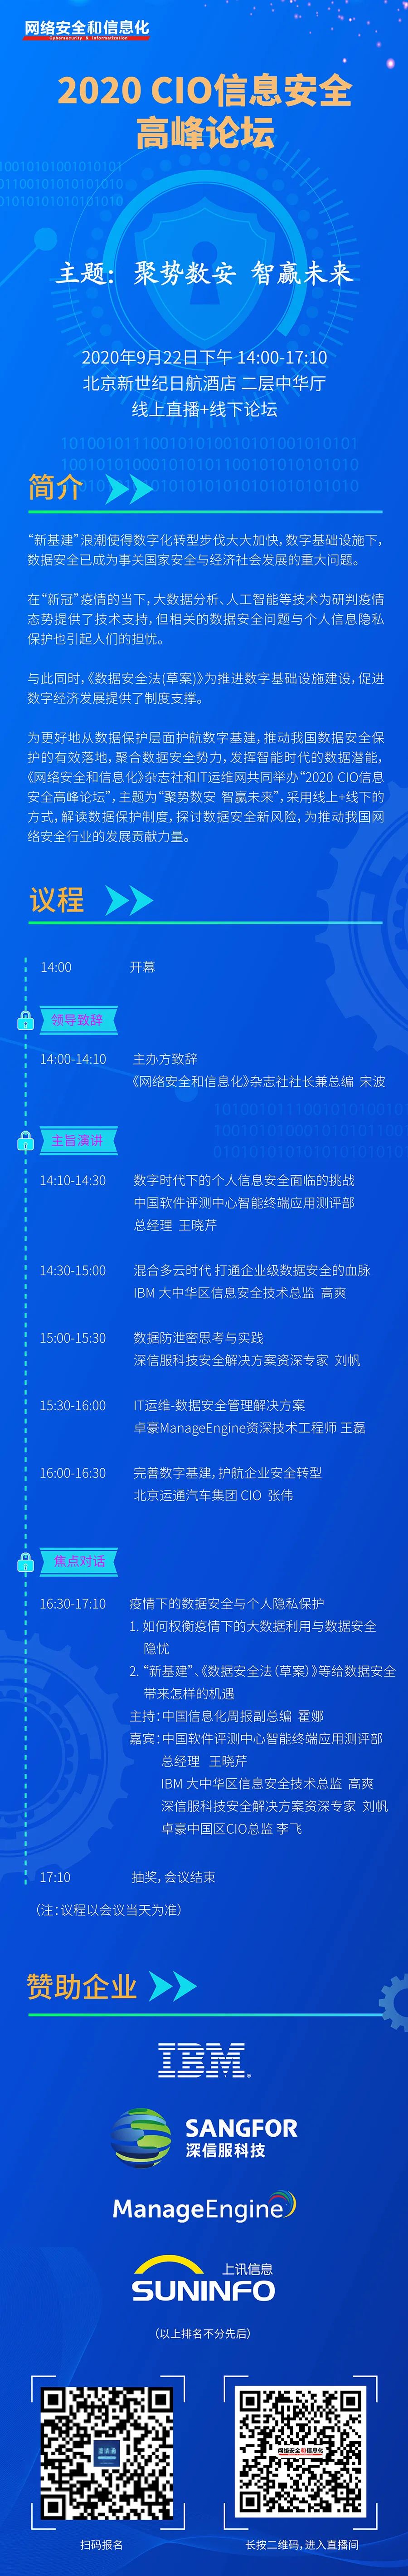 网络安全和信息化
Cybersecurity & Informatization
2020 CIO信息安全
高峰论坛
主题：聚势数安 智赢未来
2020年9月22日下午 14:00-17:10
北京新世纪日航酒店 二层中华厅
线上直播+线下论坛
简介
“新基建”浪潮使得数字化转型步伐大大加快，数字基础设施下，
数据安全已成为事关国家安全与经济社会发展的重大问题。
在“新冠”疫情的当下，大数据分析、人工智能等技术为研判疫情
态势提供了技术支持，但相关的数据安全问题与个人信息隐私
保护也引起人们的担忧。
与此同时，《数据安全法(草案)》为推进数字基础设施建设，促进
数字经济发展提供了制度支撑。
为更好地从数据保护层面护航数字基建，推动我国数据安全保
护的有效落地，聚合数据安全势力，发挥智能时代的数据潜能，
《网络安全和信息化》杂志社和IT运维网共同举办“2020 CIO信息
安全高峰论坛”，主题为“聚势数安 智赢未来”，采用线上+线下的
方式，解读数据保护制度，探讨数据安全新风险，为推动我国网
络安全行业的发展贡献力量。
议程
14:00 开幕
领导致辞
14:00-14:10 主办方致辞
《网络安全和信息化》杂志社社长兼总编 宋波
主旨演讲
14:10-14:30 数字时代下的个人信息安全面临的挑战
中国软件评测中心智能终端应用测评部
总经理 王晓芹
14:30-15:00 混合多云时代 打通企业级数据安全的血脉
IBM 大中华区信息安全技术总监 高爽
15:00-15:30 数据防泄密思考与实践
深信服科技安全解决方案资深专家 刘帆
15:30-16:00 IT运维-数据安全管理解决方案
卓豪ManageEngine资深技术工程师 王磊
16:00-16:30 完善数字基建，护航企业安全转型
北京运通汽车集团 CIO 张伟
焦点对话
16:30-17:10 疫情下的数据安全与个人隐私保护
1. 如何权衡疫情下的大数据利用与数据安全
隐忧
2. “新基建”、《数据安全法（草案）》等给数据安全
带来怎样的机遇
主持：中国信息化周报副总编 霍娜
嘉宾：中国软件评测中心智能终端应用测评部
总经理 王晓芹
IBM 大中华区信息安全技术总监 高爽
深信服科技安全解决方案资深专家 刘帆
卓豪中国区CIO总监 李飞
17:10 抽奖，会议结束
（注：议程以会议当天为准）
赞助企业
IBM
SANGFOR
深信服科技
ManageEngine
上讯信息
SUNINFO
（以上排名不分先后）
网络安全和信息化
扫码报名
长按二维码，进入直播间